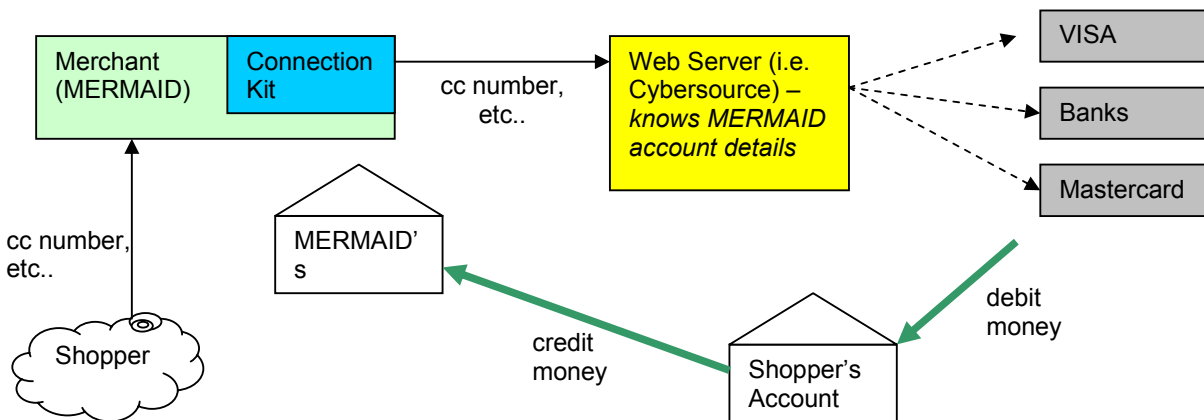 Merchant
(MERMAID)
Connection
Kit
cc number,
etc..
Web Server (i.e.
Cybersource) –
knows MERMAID
account details
VISA
Banks
Mastercard
cc number,
etc..
Shopper
MERMAID'
s
credit
money
Shopper's
Account
debit
money